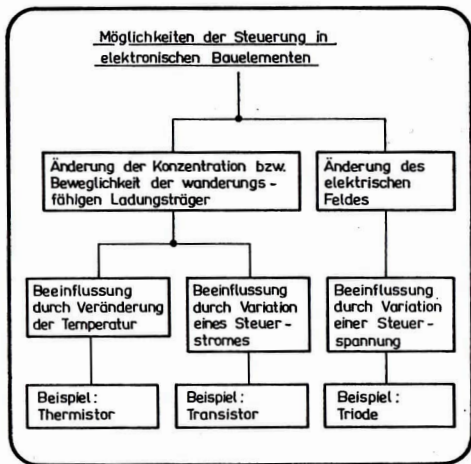 Möglichkeiten der Steuerung in
elektronischen Bauelementen
Änderung der Konzentration bzw.
Beweglichkeit der wanderungs-
fähigen Ladungsträger
Änderung des
elektrischen
Feldes
Beeinflussung
durch Veränderung
der Temperatur
Beeinflussung
durch Variation
eines Steuer-
stromes
Beeinflussung
durch Variation
einer Steuer-
spannung
Beispiel:
Thermistor
Beispiel:
Transistor
Beispiel:
Triode